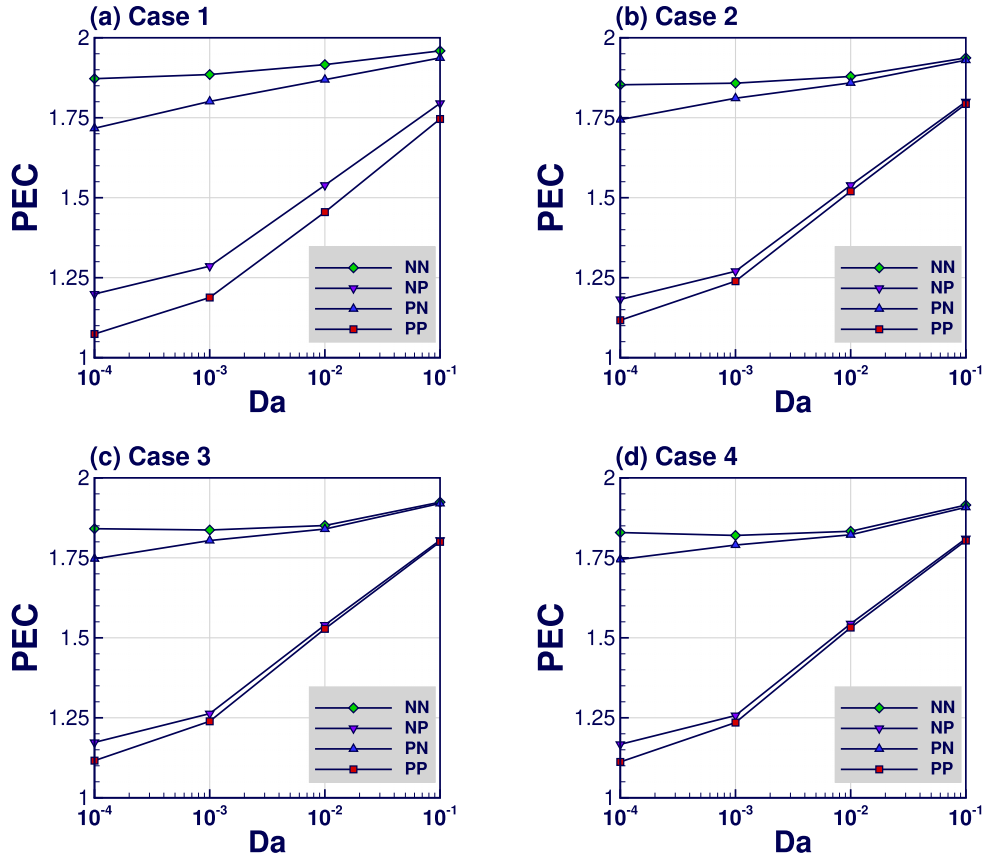 (a) Case 1
2
1.75
1.5
1.25
1
PEC
10-4
10-3
10-2
10-1
Da
NN
NP
PN
PP
(b) Case 2
2
1.75
1.5
1.25
1
PEC
10-4
10-3
10-2
10-1
Da
NN
NP
PN
PP
(c) Case 3
2
1.75
1.5
1.25
1
PEC
10-4
10-3
10-2
10-1
Da
NN
NP
PN
PP
(d) Case 4
2
1.75
1.5
1.25
1
PEC
10-4
10-3
10-2
10-1
Da
NN
NP
PN
PP